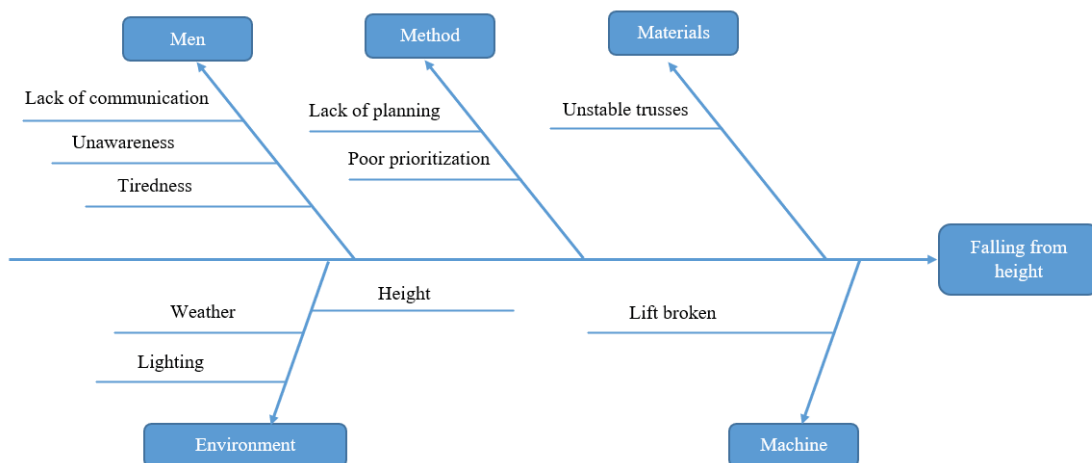 Men
Method
Materials
Lack of communication
Unawareness
Tiredness
Lack of planning
Poor prioritization
Unstable trusses
Falling from
height
Weather
Lighting
Height
Lift broken
Environment
Machine